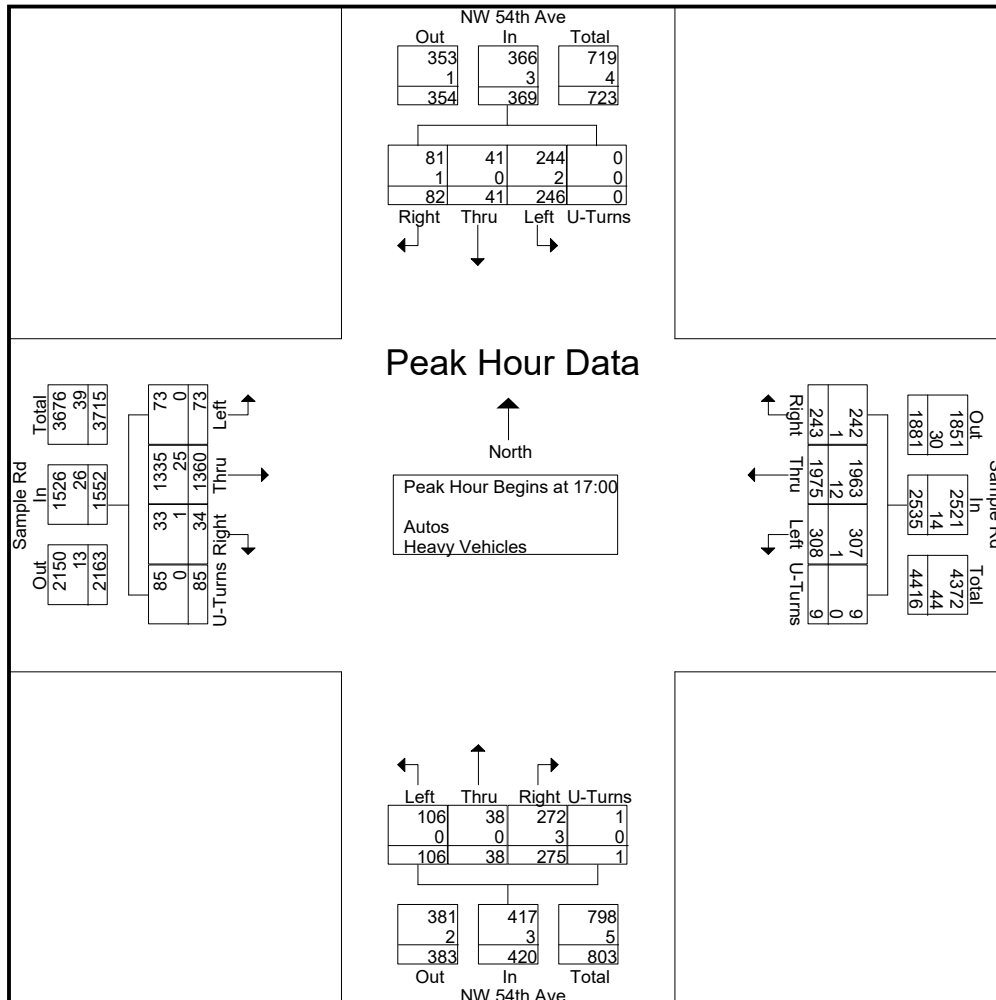 NW 54th Ave
Out In Total
353 366 719
1 3 4
354 369 723
81 41 244 0
1 0 2 0
82 41 246 0
Right Thru Left U-Turns
Peak Hour Data
North
Peak Hour Begins at 17:00
Autos
Heavy Vehicles
Sample Rd
Out In Total
2150 1526 3676
13 26 39
2163 1552 3715
U-Turns Right Thru Left
85 33 1335 73
0 1 25 0
85 34 1360 73
Sample Rd
Out In Total
1851 2521 4372
30 14 44
1881 2535 4416
242 1963 307 9
1 12 1 0
243 1975 308 9
Right Thru Left U-Turns
Left Thru Right U-Turns
106 38 272 1
0 0 3 0
106 38 275 1
381 417 798
2 3 5
383 420 803
Out In Total
NW 54th Ave